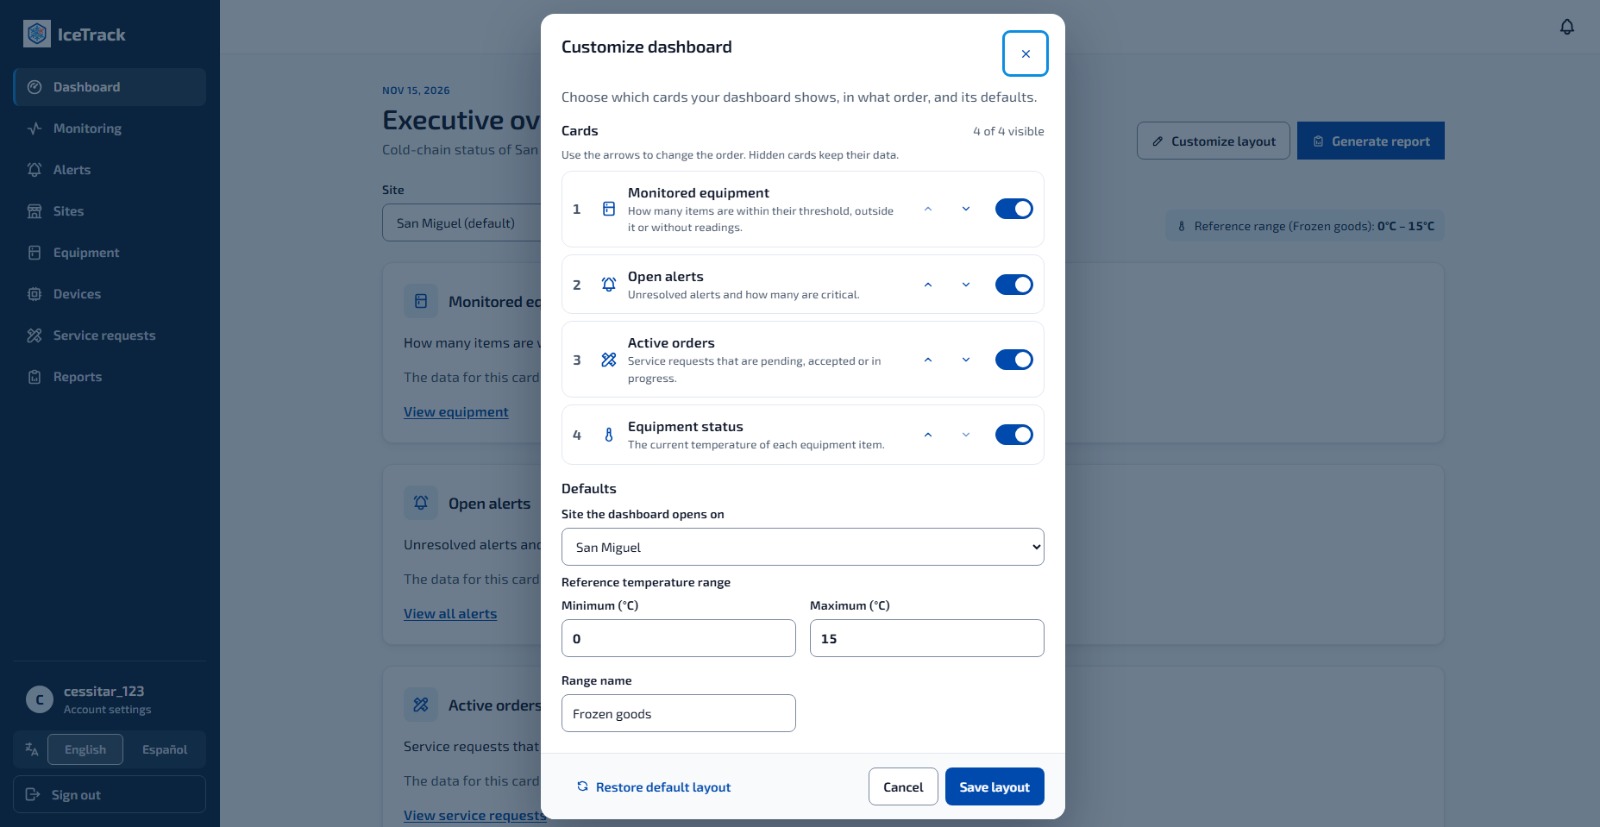 IceTrack
Dashboard
Monitoring
Alerts
Sites
Equipment
Devices
Service requests
Reports
C
cessitar_123
Account settings
English
Español
Sign out
NOV 15, 2026
Executive ov
Cold-chain status of San
Site
San Miguel (default)
Customize layout
Generate report
Reference range (Frozen goods): 0°C – 15°C
Monitored eq
How many items are w
The data for this card
View equipment
Open alerts
Unresolved alerts and
The data for this card
View all alerts
Active orders
Service requests that
The data for this card
View service requests
Customize dashboard
Choose which cards your dashboard shows, in what order, and its defaults.
Cards
4 of 4 visible
Use the arrows to change the order. Hidden cards keep their data.
1
Monitored equipment
How many items are within their threshold, outside
it or without readings.
2
Open alerts
Unresolved alerts and how many are critical.
3
Active orders
Service requests that are pending, accepted or in
progress.
4
Equipment status
The current temperature of each equipment item.
Defaults
Site the dashboard opens on
San Miguel
Reference temperature range
Minimum (°C)
Maximum (°C)
0
15
Range name
Frozen goods
Restore default layout
Cancel
Save layout